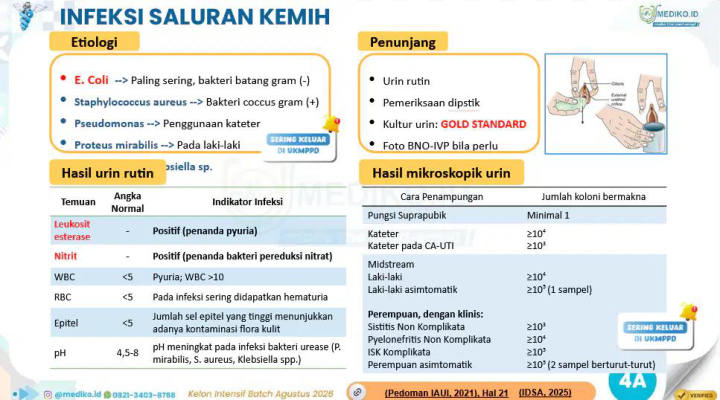 INFEKSI SALURAN KEMIH
MEDIKO.ID
Etiologi
• E. Coli --> Paling sering, bakteri batang gram (-)
• Staphylococcus aureus --> Bakteri coccus gram (+)
• Pseudomonas --> Penggunaan kateter
• Proteus mirabilis --> Pada laki-laki
bsiella sp.
SERING KELUAR
DI UKMPPD
Penunjang
• Urin rutin
• Pemeriksaan dipstik
• Kultur urin: GOLD STANDARD
• Foto BNO-IVP bila perlu
Clitoris
External
urethral
orifice
Hasil urin rutin
Temuan Angka Normal Indikator Infeksi
Leukosit esterase - Positif (penanda pyuria)
Nitrit - Positif (penanda bakteri pereduksi nitrat)
WBC <5 Pyuria; WBC >10
RBC <5 Pada infeksi sering didapatkan hematuria
Epitel <5 Jumlah sel epitel yang tinggi menunjukkan
adanya kontaminasi flora kulit
pH 4,5-8 pH meningkat pada infeksi bakteri urease (P.
mirabilis, S. aureus, Klebsiella spp.)
Hasil mikroskopik urin
Cara Penampungan Jumlah koloni bermakna
Pungsi Suprapubik Minimal 1
Kateter ≥10⁴
Kateter pada CA-UTI ≥10³
Midstream
Laki-laki ≥10⁴
Laki-laki asimtomatik ≥10⁵ (1 sampel)
Perempuan, dengan klinis:
Sistitis Non Komplikata ≥10³
Pyelonefritis Non Komplikata ≥10⁴
ISK Komplikata ≥10⁵
Perempuan asimtomatik ≥10⁵ (2 sampel berturut-turut)
SERING KELUAR
DI UKMPPD
MEDIKO.ID
@mediko.id 0821-3403-8768 Kelon Intensif Batch Agustus 2026
(Pedoman IAUI, 2021), Hal 21 (IDSA, 2025)
4A
VERIFIED